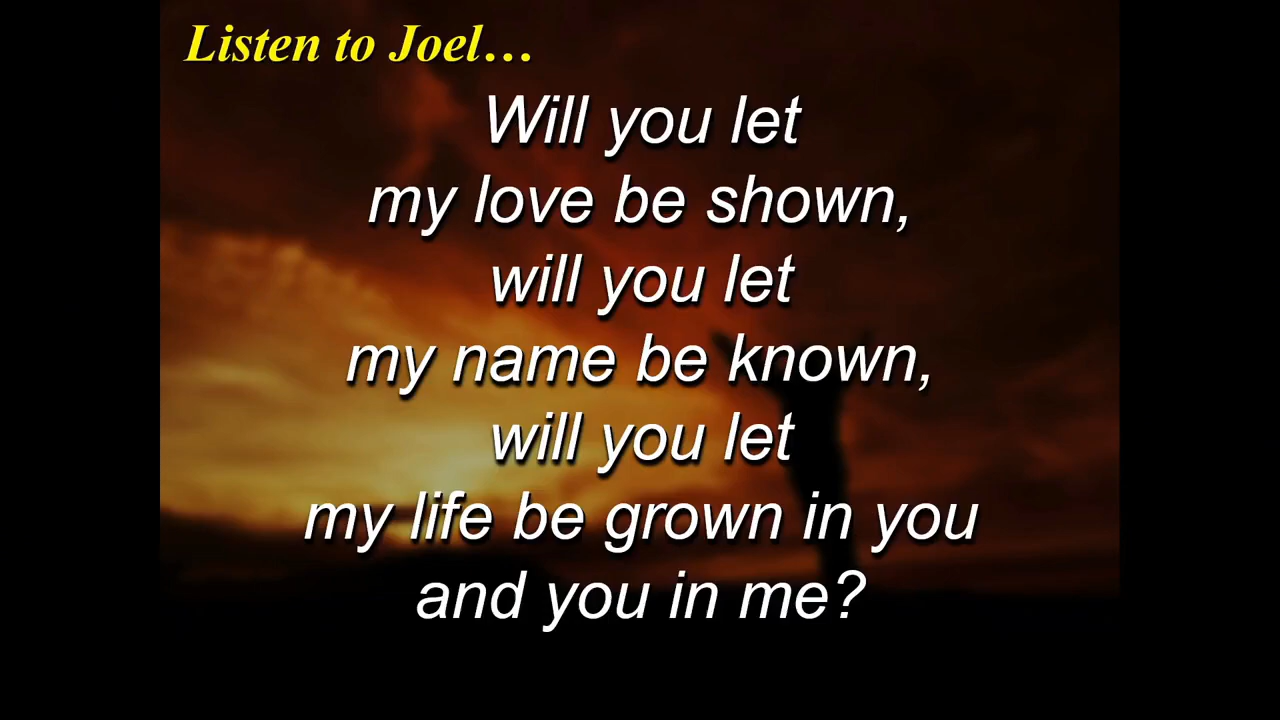 Listen to Joel…
Will you let
my love be shown,
will you let
my name be known,
will you let
my life be grown in you
and you in me?